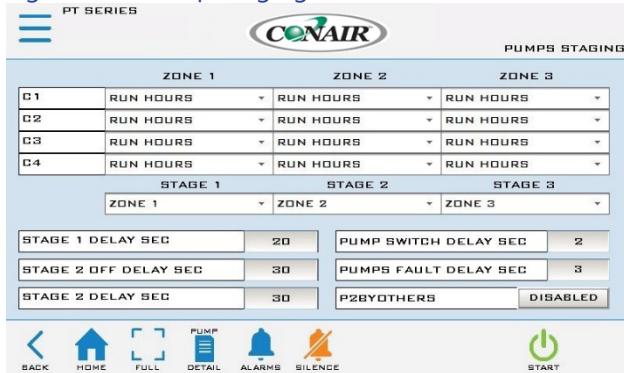 PT SERIES
CONAIR
PUMPS STAGING
ZONE 1 ZONE 2 ZONE 3
C1 RUN HOURS RUN HOURS RUN HOURS
C2 RUN HOURS RUN HOURS RUN HOURS
C3 RUN HOURS RUN HOURS RUN HOURS
C4 RUN HOURS RUN HOURS RUN HOURS
STAGE 1 STAGE 2 STAGE 3
ZONE 1 ZONE 2 ZONE 3
STAGE 1 DELAY SEC 20 PUMP SWITCH DELAY SEC 2
STAGE 2 OFF DELAY SEC 30 PUMPS FAULT DELAY SEC 3
STAGE 2 DELAY SEC 30 P2BYOTHERS DISABLED
PUMP
BACK HOME FULL DETAIL ALARMS SILENCE START